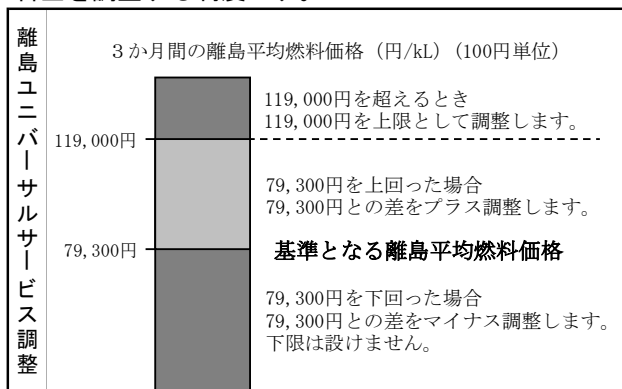 離島ユニバーサルサービス調整
３か月間の離島平均燃料価格（円/kL）（100円単位）
119,000円を超えるとき
119,000円を上限として調整します。
119,000円
79,300円を上回った場合
79,300円との差をプラス調整します。
79,300円
基準となる離島平均燃料価格
79,300円を下回った場合
79,300円との差をマイナス調整します。
下限は設けません。